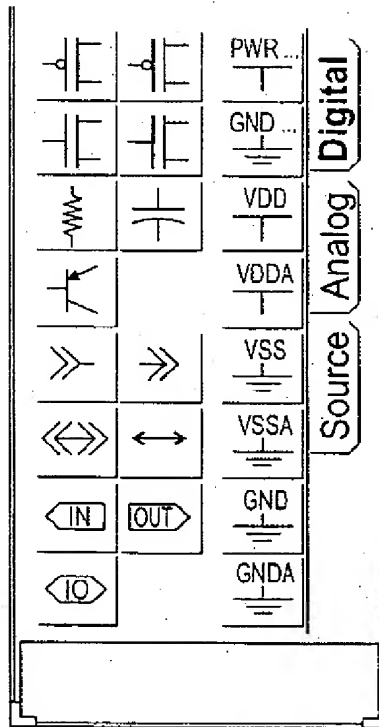 PWR...
GND...
VDD
VDDA
VSS
VSSA
IN
OUT
GND
IO
GNDA
Digital
Analog
Source